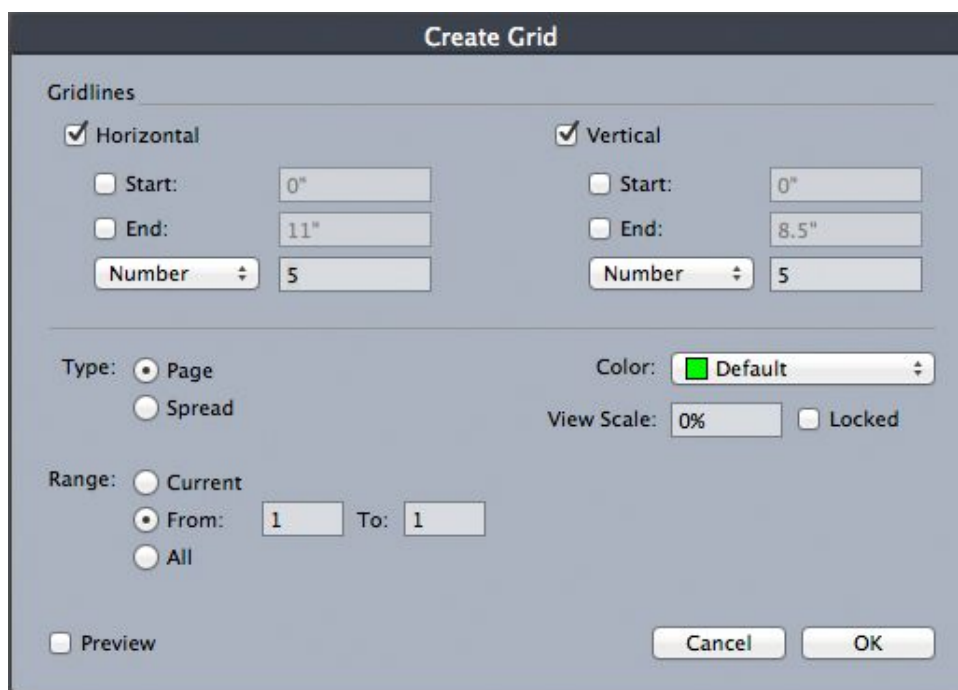 Create Grid
Gridlines
Horizontal Vertical
Start: 0" Start: 0"
End: 11" End: 8.5"
Number 5 Number 5
Type: Page Color: Default
Spread
View Scale: 0% Locked
Range: Current
From: 1 To: 1
All
Preview Cancel OK